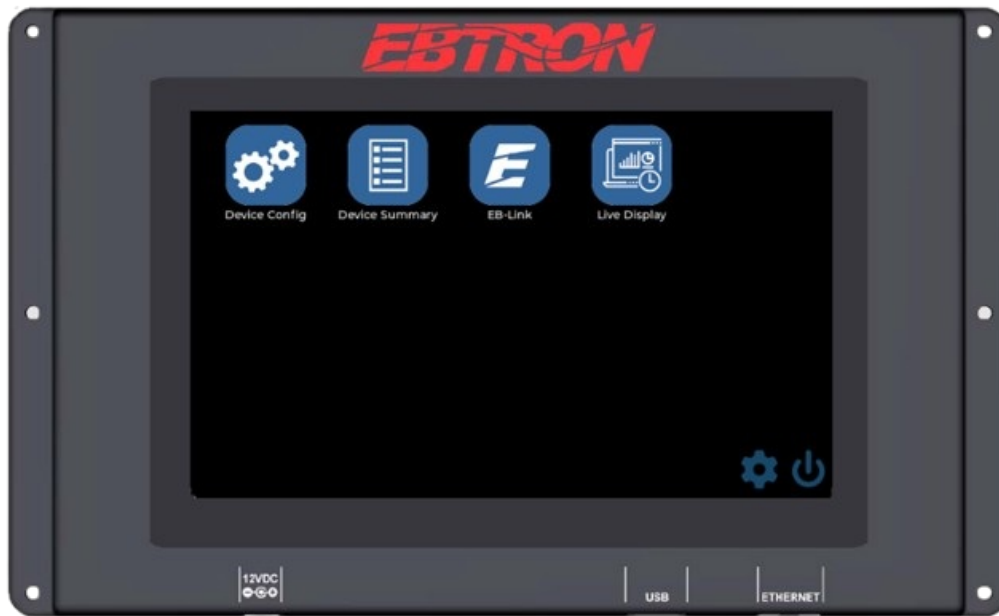 EBTRON
Device Config
Device Summary
EB-Link
Live Display
12VDC
USB
ETHERNET